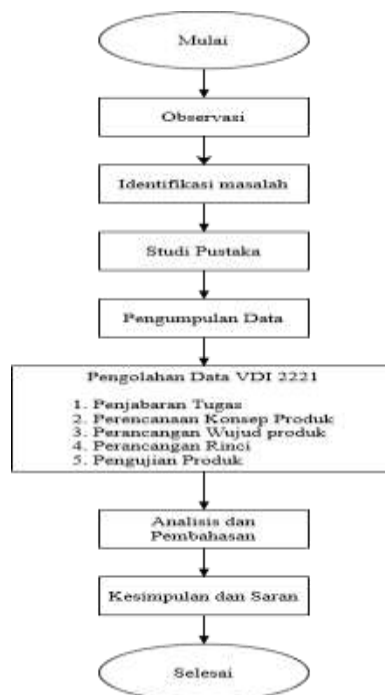 Mulai
Observasi
Identifikasi masalah
Studi Pustaka
Pengumpulan Data
Pengolahan Data VDI 2221
1. Penjabaran Tugas
2. Perencanaan Konsep Produk
3. Perancangan Wujud produk
4. Perancangan Rinci
5. Pengujian Produk
Analisis dan
Pembahasan
Kesimpulan dan Saran
Selesai